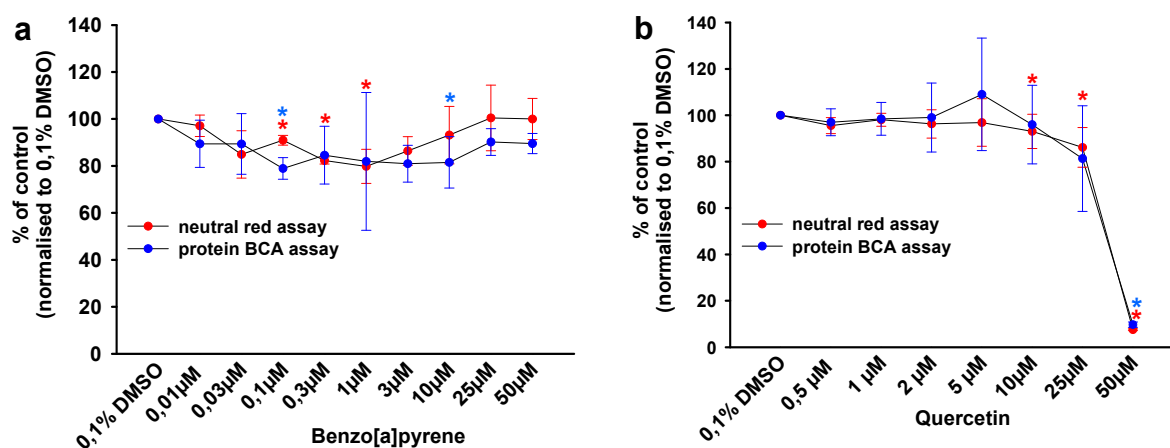 a
% of control
(normalised to 0,1% DMSO)
140
120
100
80
60
40
20
0
* * * * * *
neutral red assay
protein BCA assay
0,1% DMSO
0,01µM
0,03µM
0,1µM
0,3µM
1µM
3µM
10µM
25µM
50µM
Benzo[a]pyrene
b
% of control
(normalised to 0,1% DMSO)
140
120
100
80
60
40
20
0
* * * *
neutral red assay
protein BCA assay
0,1% DMSO
0,5 µM
1 µM
2 µM
5 µM
10µM
25µM
50µM
Quercetin